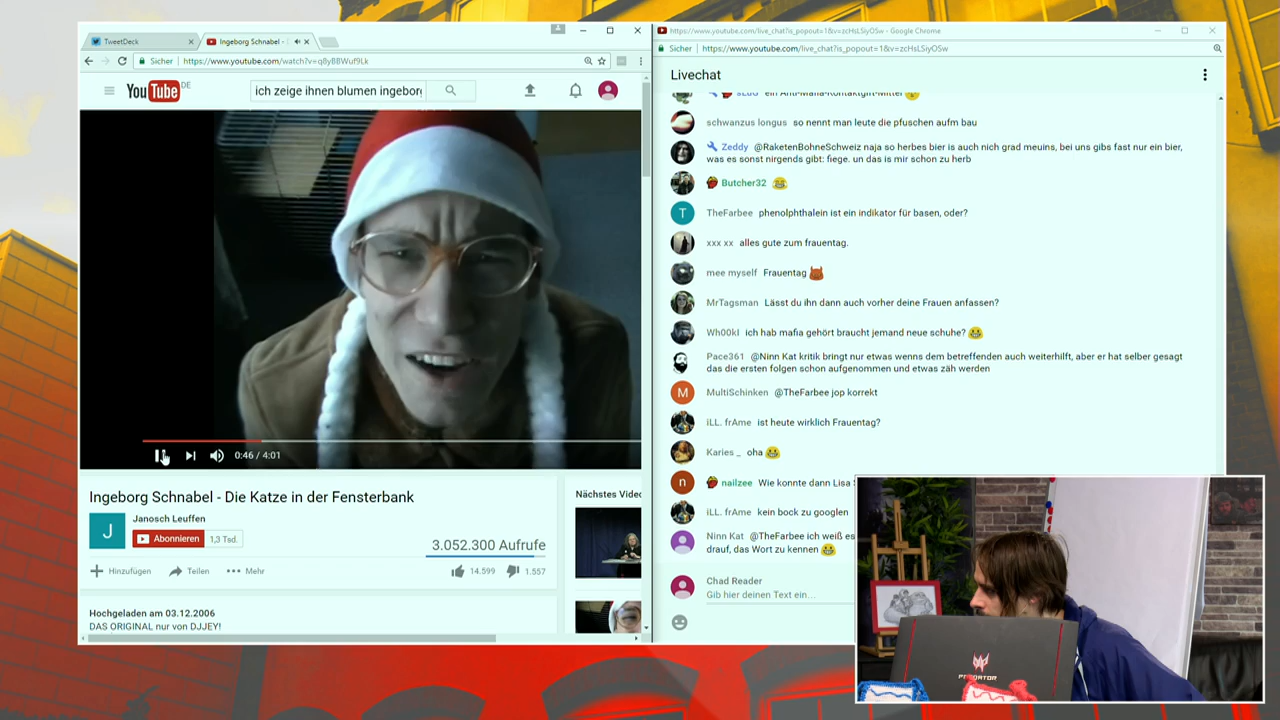 TweetDeck
Ingeborg Schnabel -
https://www.youtube.com/live_chat?is_popout=1&v=zcHsLSiyOSw - Google Chrome
Sicher
https://www.youtube.com/watch?v=q8yBBWuf9Lk
Sicher
https://www.youtube.com/live_chat?is_popout=1&v=zcHsLSiyOSw
YouTube DE
ich zeige ihnen blumen ingebor
Livechat
ein Anti-Mafia-Kontaktgift-Mittel
schwanzus longus so nennt man leute die pfuschen aufm bau
Zeddy @RaketenBohneSchweiz naja so herbes bier is auch nich grad meuins, bei uns gibs fast nur ein bier,
was es sonst nirgends gibt: fiege. un das is mir schon zu herb
Butcher32
T TheFarbee phenolphthalein ist ein indikator für basen, oder?
xxx xx alles gute zum frauentag.
mee myself Frauentag
MrTagsman Lässt du ihn dann auch vorher deine Frauen anfassen?
Wh00kI ich hab mafia gehört braucht jemand neue schuhe?
Pace361 @Ninn Kat kritik bringt nur etwas wenns dem betreffenden auch weiterhilft, aber er hat selber gesagt
das die ersten folgen schon aufgenommen und etwas zäh werden
M MultiSchinken @TheFarbee jop korrekt
iLL. frAme ist heute wirklich Frauentag?
Karies _ oha
n nailzee Wie konnte dann Lisa
iLL. frAme kein bock zu googlen
Ninn Kat @TheFarbee ich weiß es
drauf, das Wort zu kennen
Chad Reader
Gib hier deinen Text ein...
0:46 / 4:01
Ingeborg Schnabel - Die Katze in der Fensterbank
J
Janosch Leuffen
Abonnieren 1,3 Tsd.
3.052.300 Aufrufe
Hinzufügen Teilen Mehr
14.599 1.557
Hochgeladen am 03.12.2006
DAS ORIGINAL nur von DJJEY!
Nächstes Video
PREDATOR